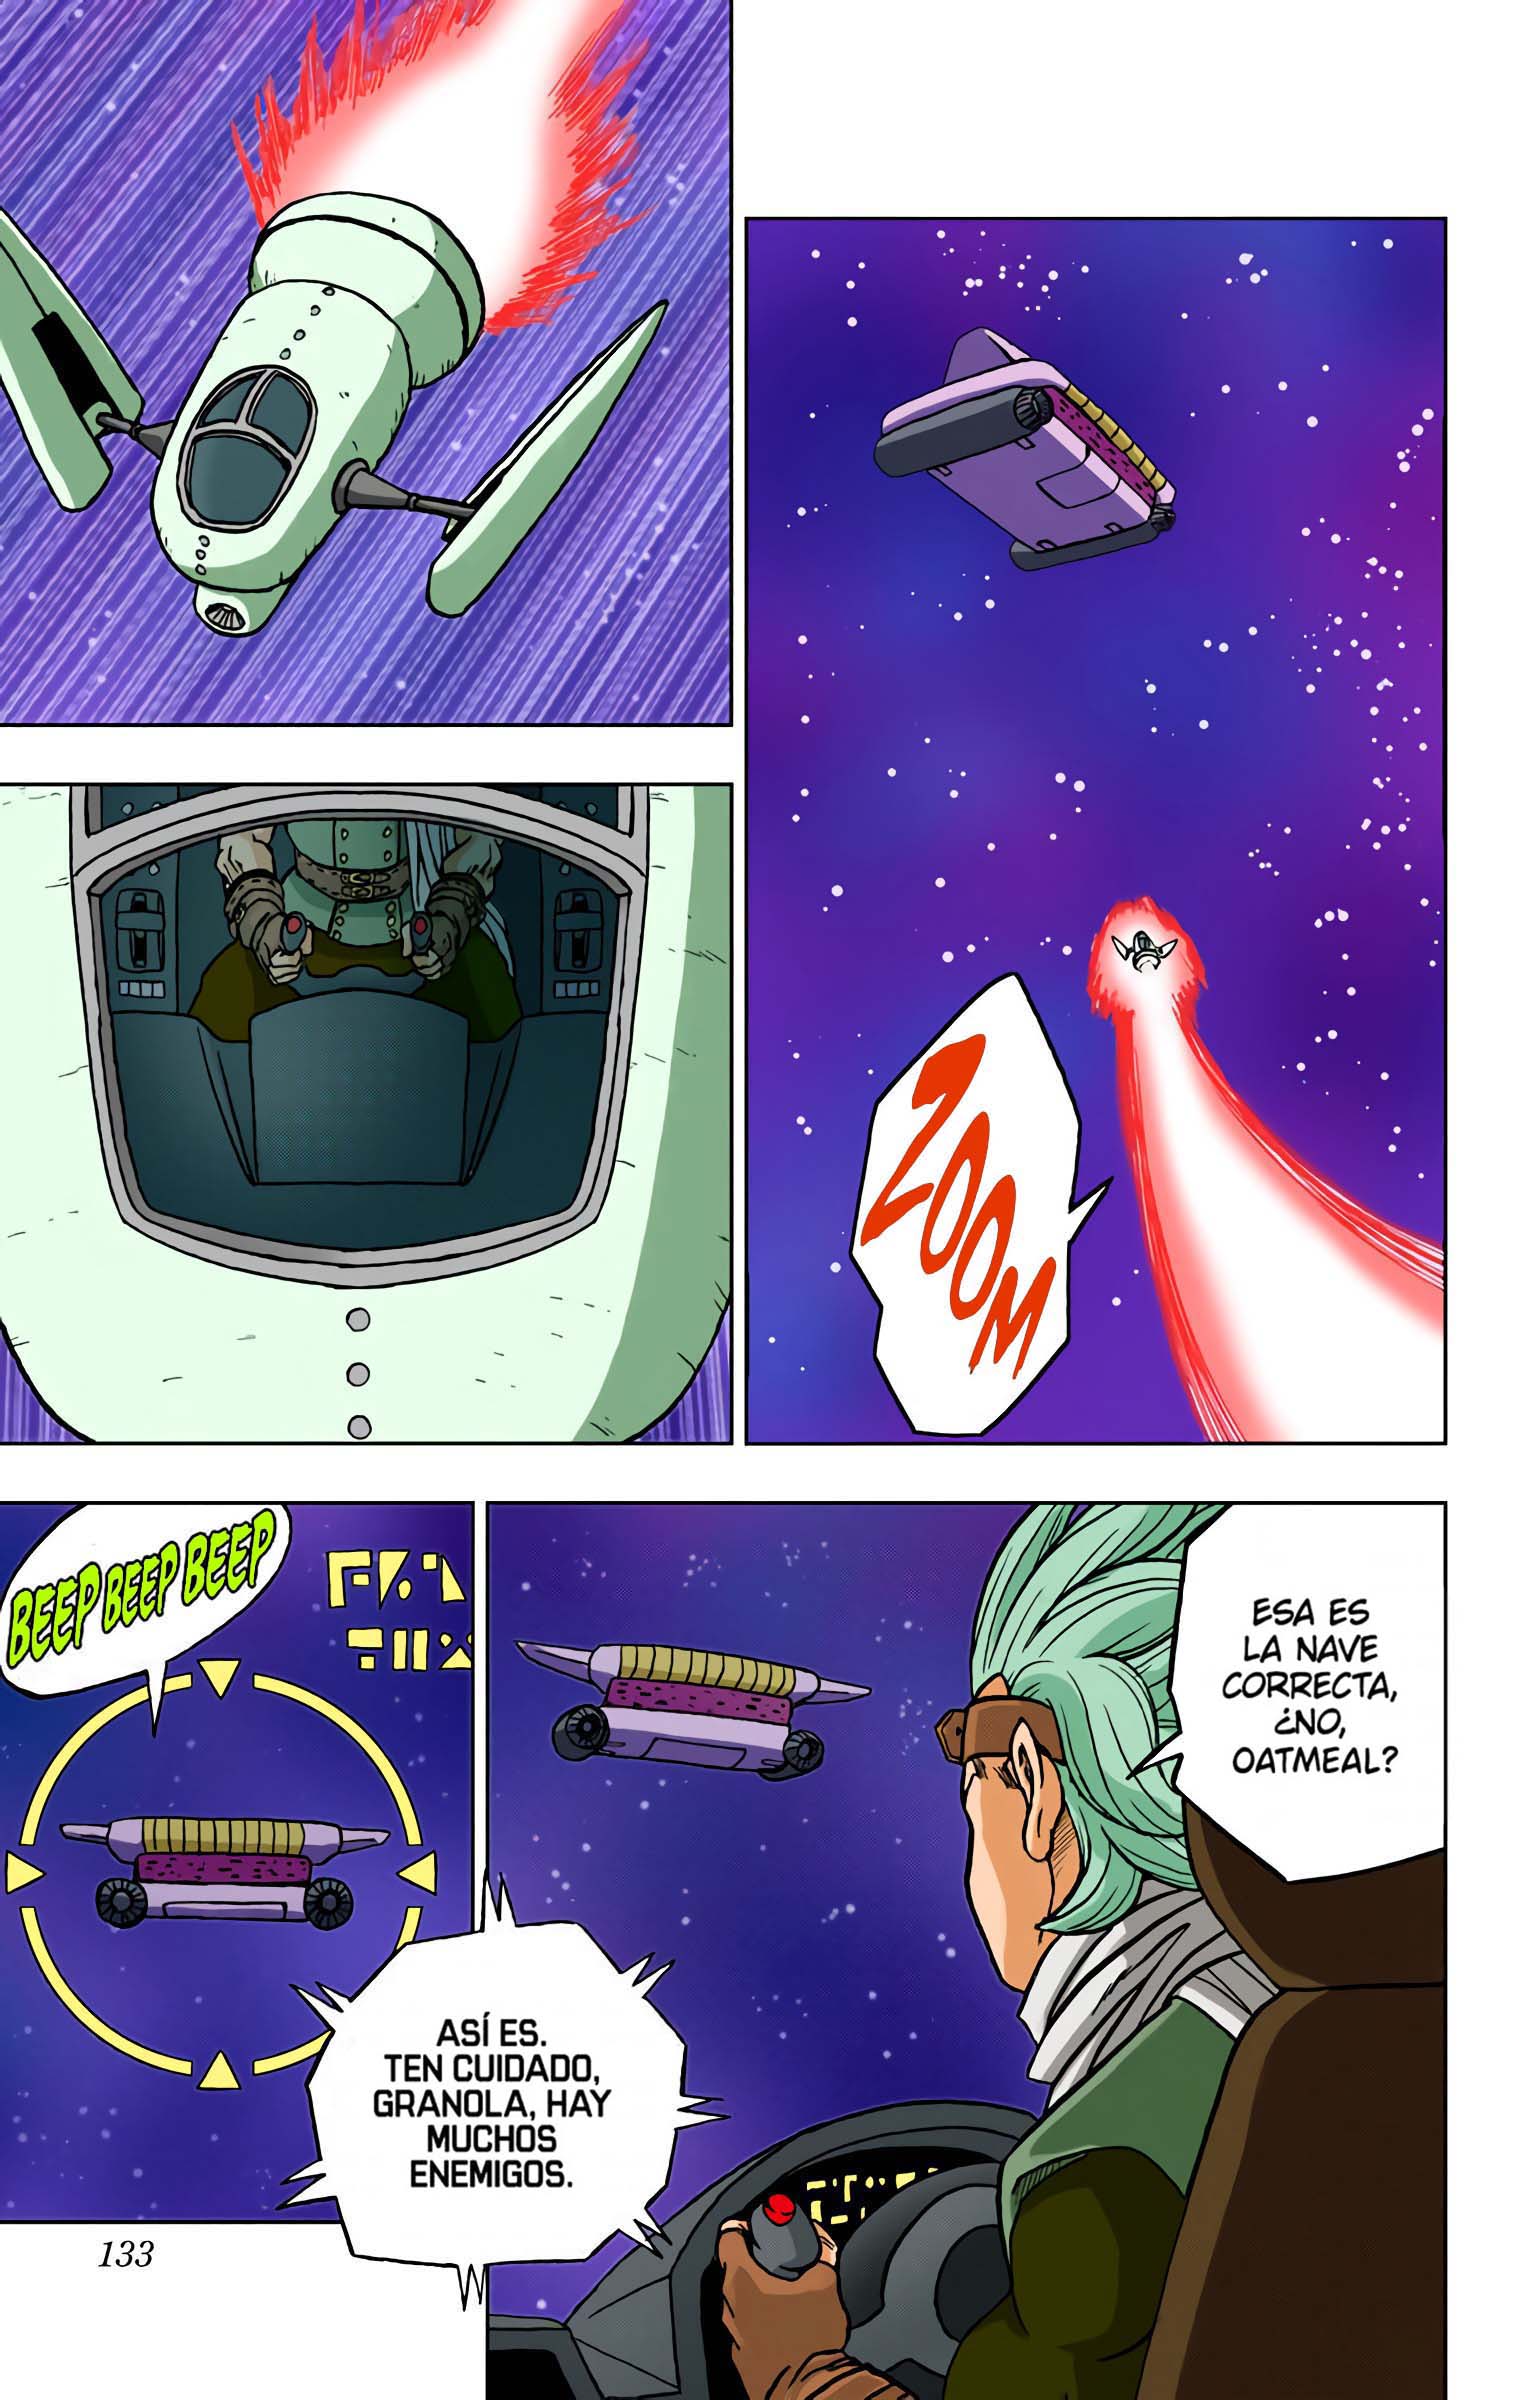 ZOOM
ESA ES
LA NAVE
CORRECTA,
¿NO,
OATMEAL?
ASÍ ES.
TEN CUIDADO,
GRANOLA, HAY
MUCHOS
ENEMIGOS.
BEEP BEEP BEEP
133